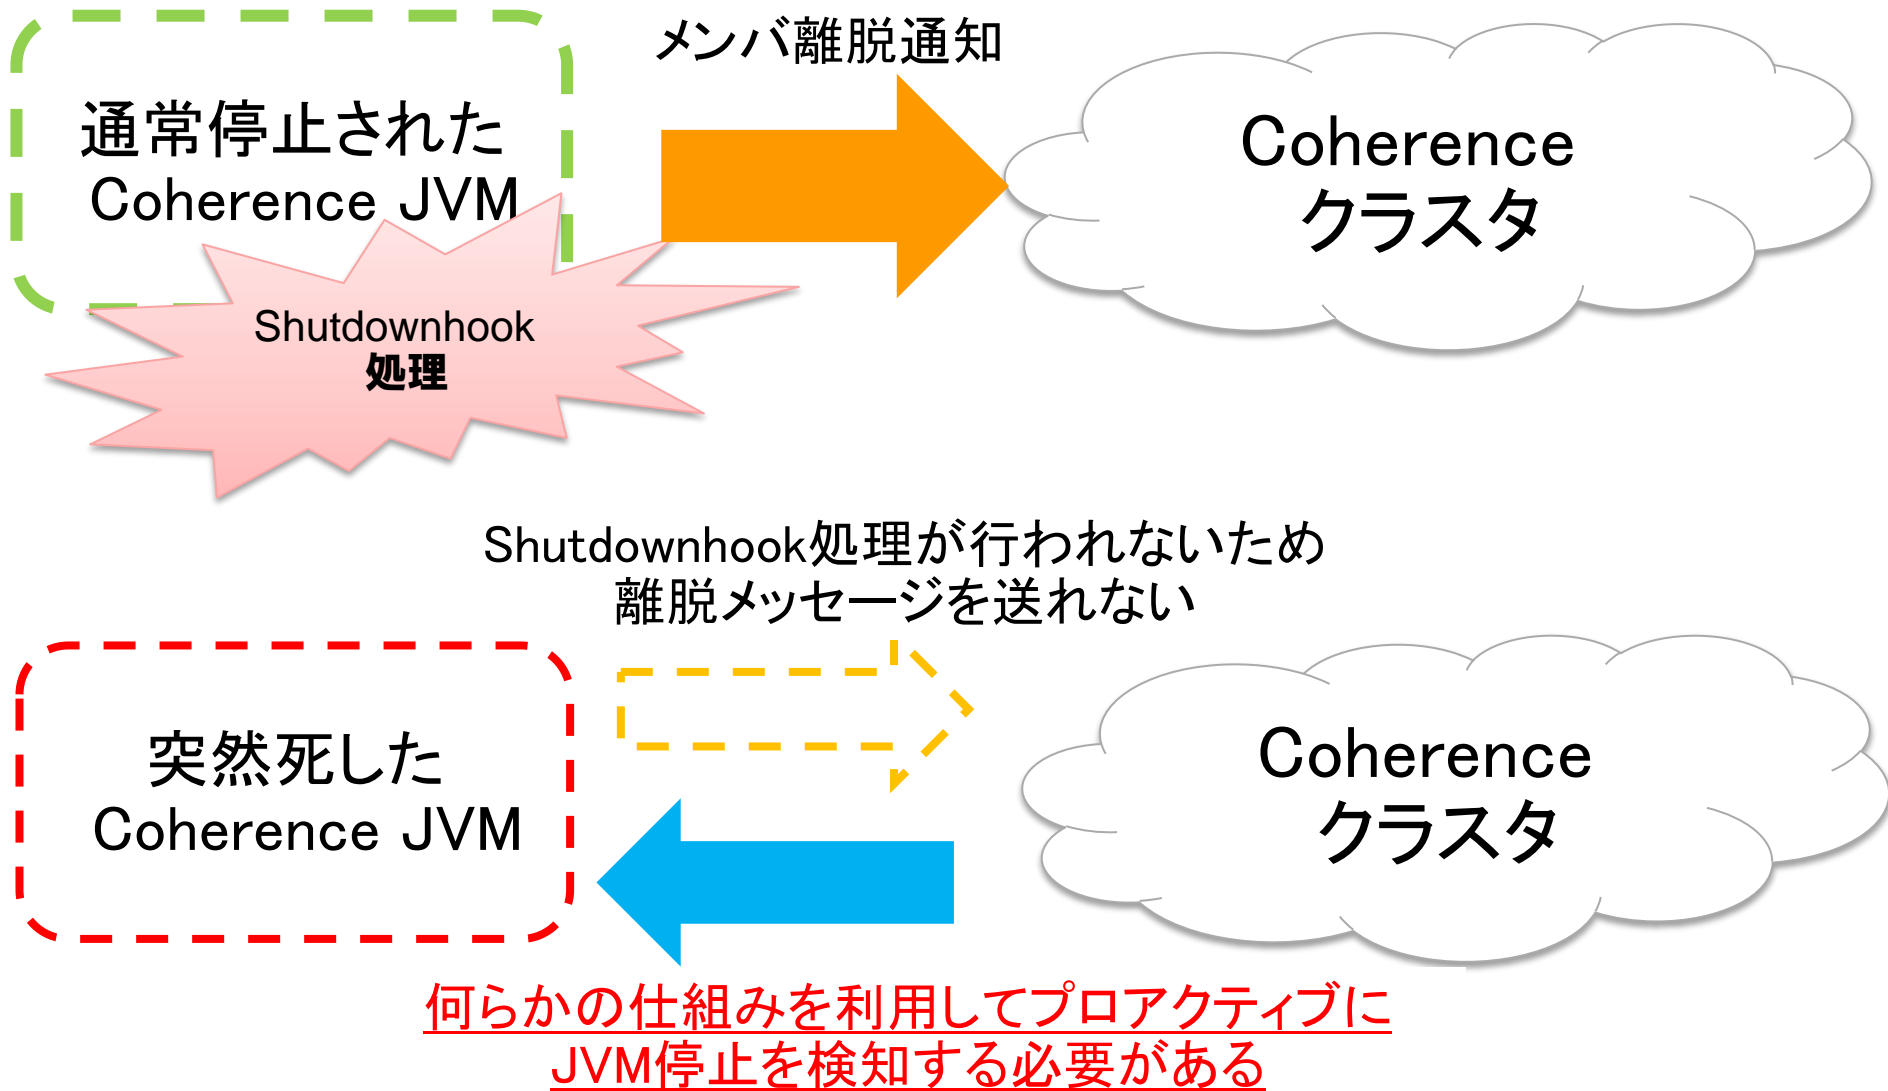 メンバ離脱通知
通常停止された
Coherence JVM
Coherence
クラスタ
Shutdownhook
処理
Shutdownhook処理が行われないため
離脱メッセージを送れない
突然死した
Coherence JVM
Coherence
クラスタ
何らかの仕組みを利用してプロアクティブに
JVM停止を検知する必要がある